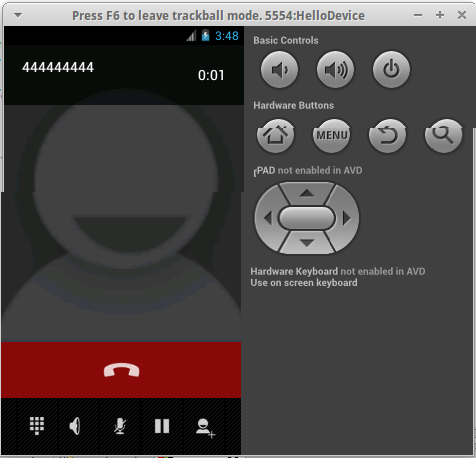 Press F6 to leave trackball mode. 5554:HelloDevice
3:48
444444444
0:01
Basic Controls
Hardware Buttons
MENU
PAD not enabled in AVD
Hardware Keyboard not enabled in AVD
Use on screen keyboard